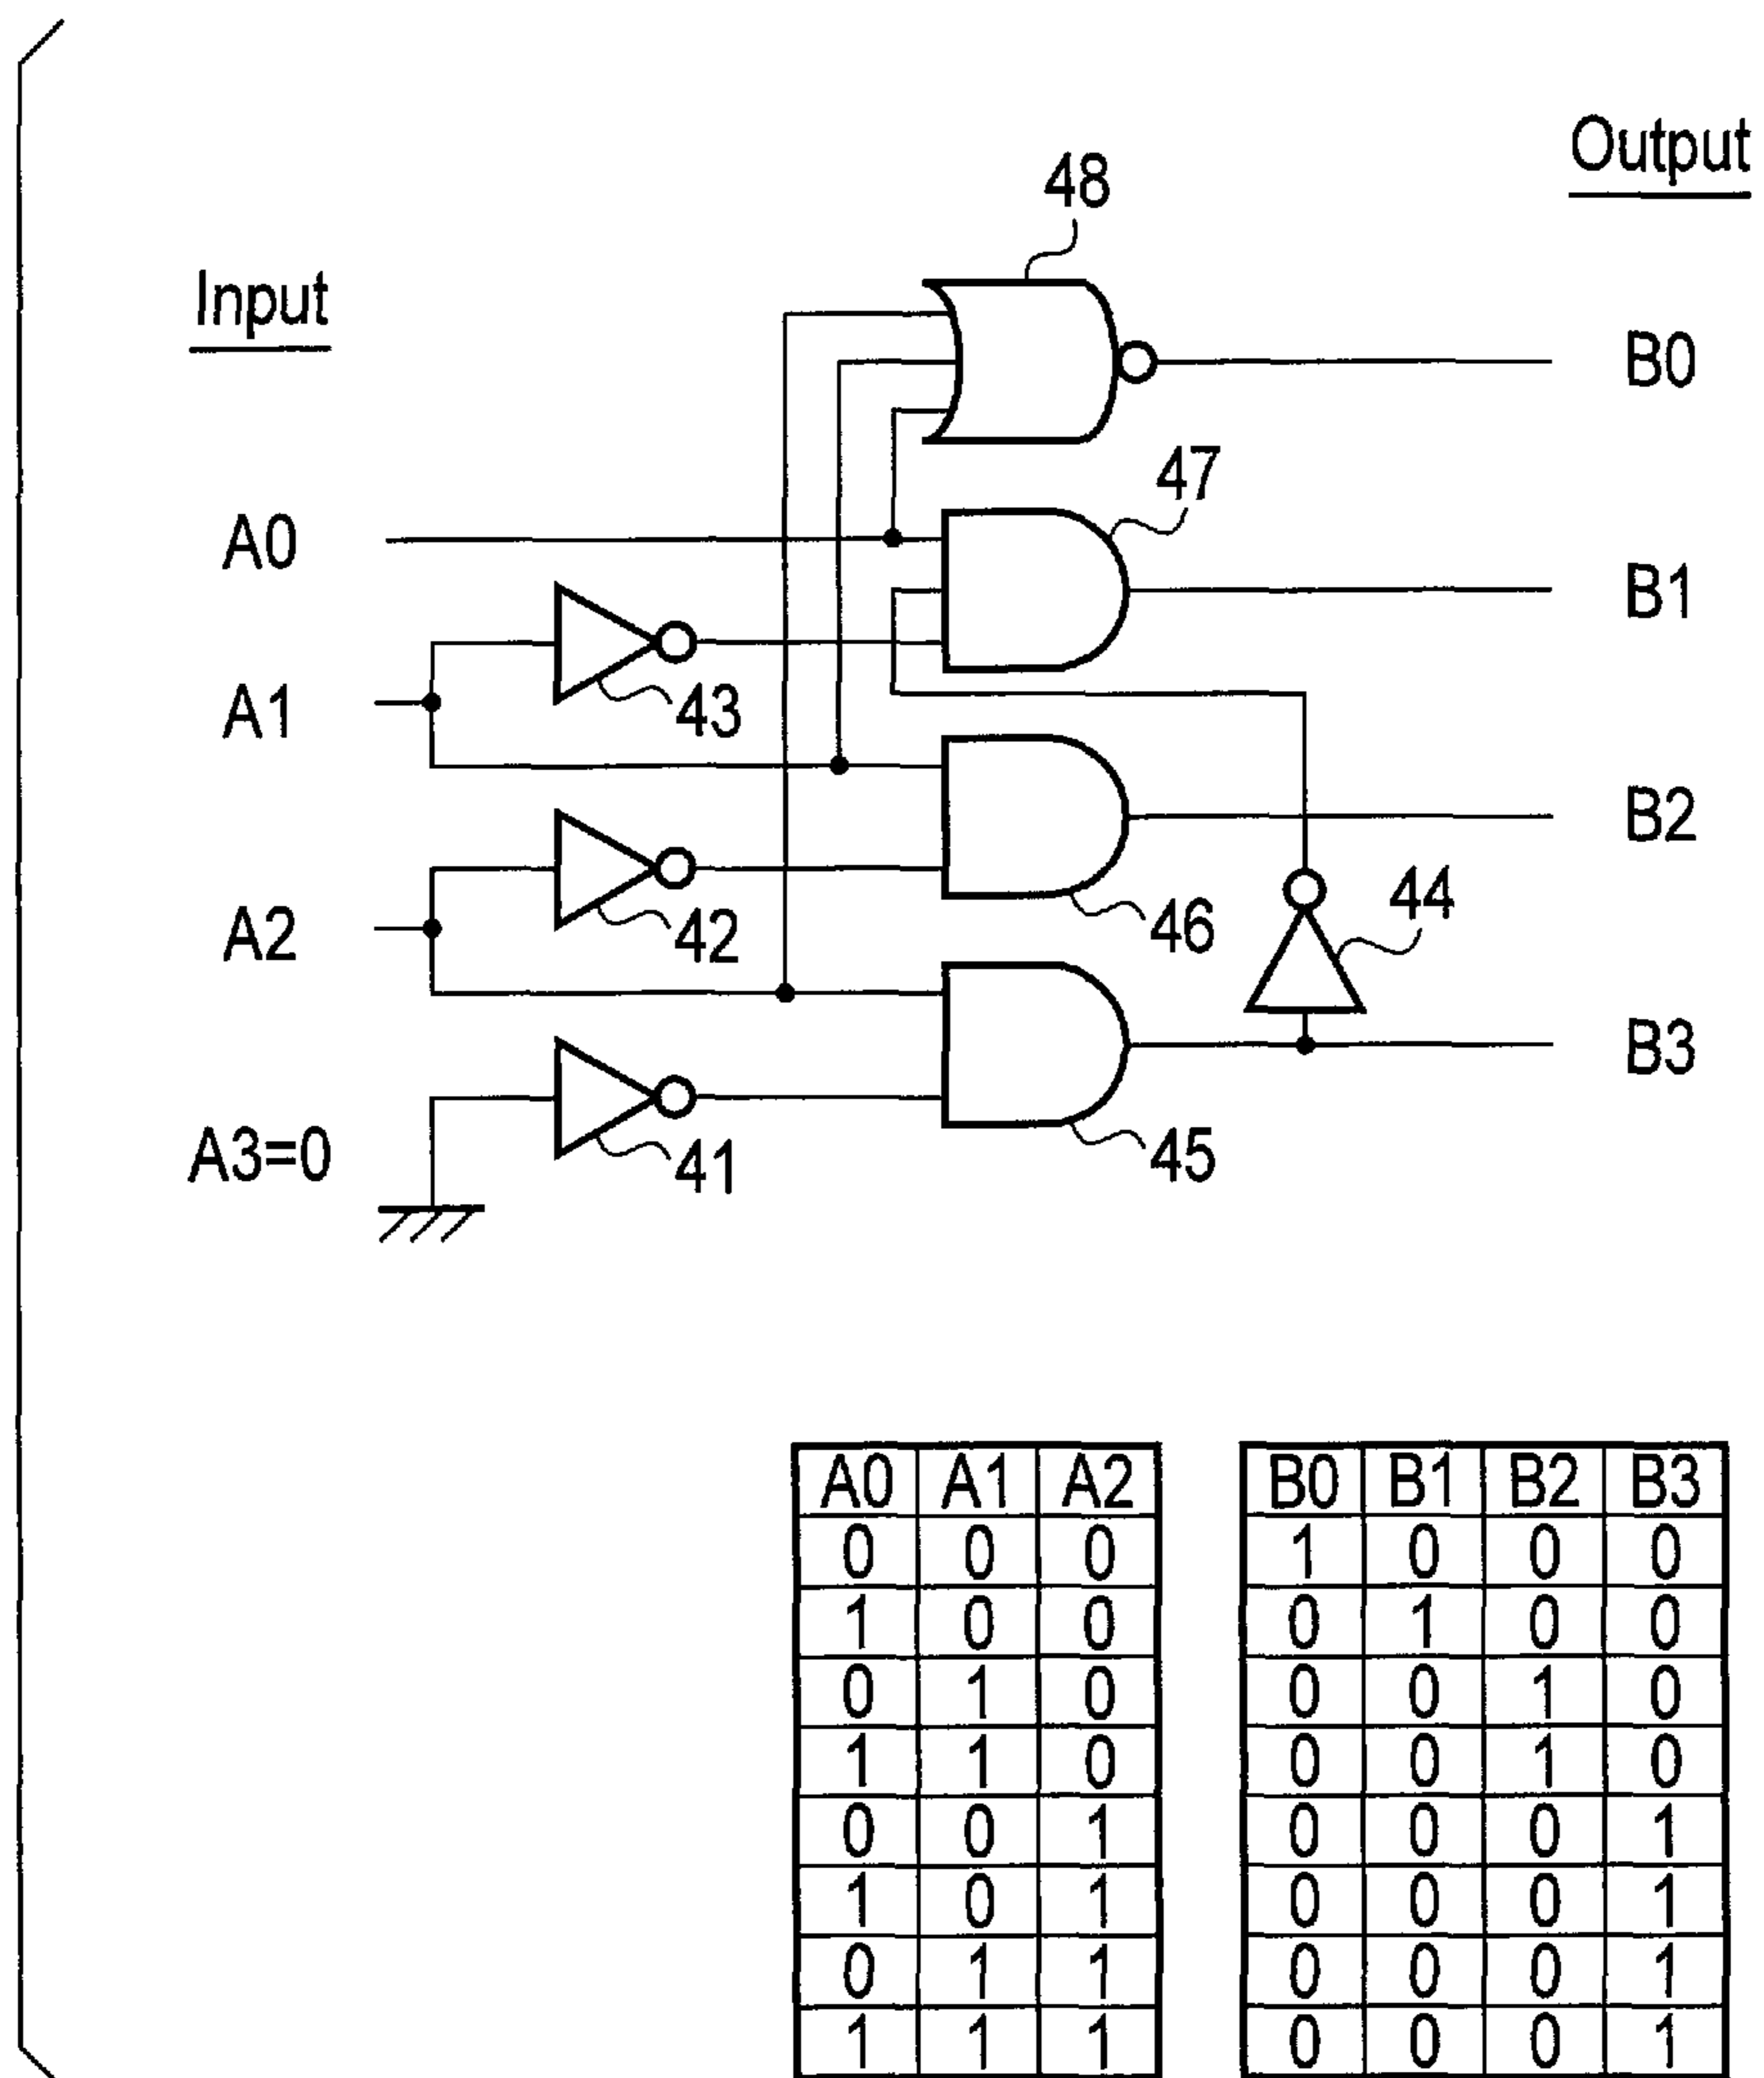 Output
48
Input
B0
47
A0
B1
A1
43
B2
44
A2
42
46
B3
A3=0
41
45
A0 A1 A2 B0 B1 B2 B3
0 0 0 1 0 0 0
1 0 0 0 1 0 0
0 1 0 0 0 1 0
1 1 0 0 0 1 0
0 0 1 0 0 0 1
1 0 1 0 0 0 1
0 1 1 0 0 0 1
1 1 1 0 0 0 1